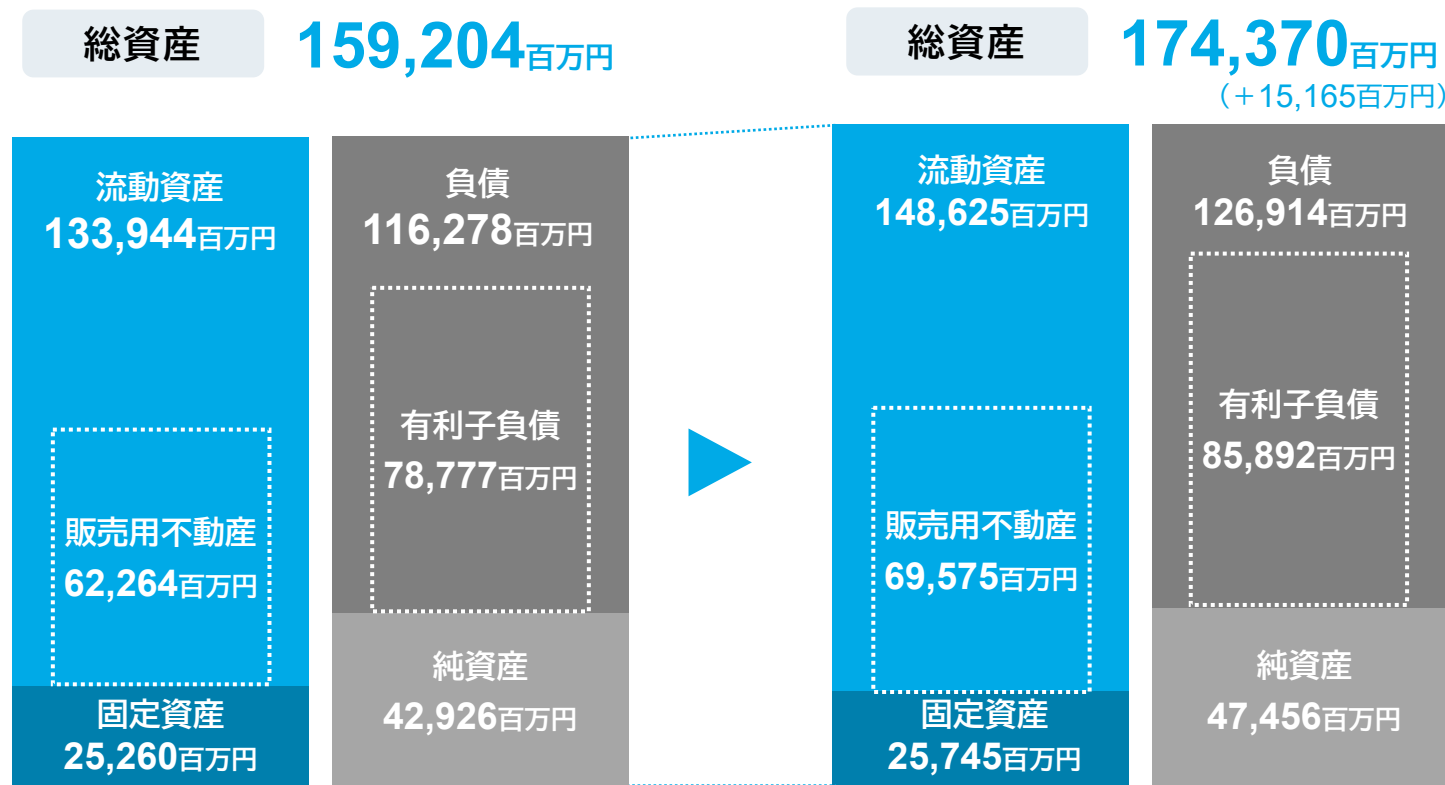 総資産 159,204百万円
流動資産
133,944百万円
販売用不動産
62,264百万円
固定資産
25,260百万円
負債
116,278百万円
有利子負債
78,777百万円
純資産
42,926百万円
総資産 174,370百万円
（＋15,165百万円）
流動資産
148,625百万円
販売用不動産
69,575百万円
固定資産
25,745百万円
負債
126,914百万円
有利子負債
85,892百万円
純資産
47,456百万円